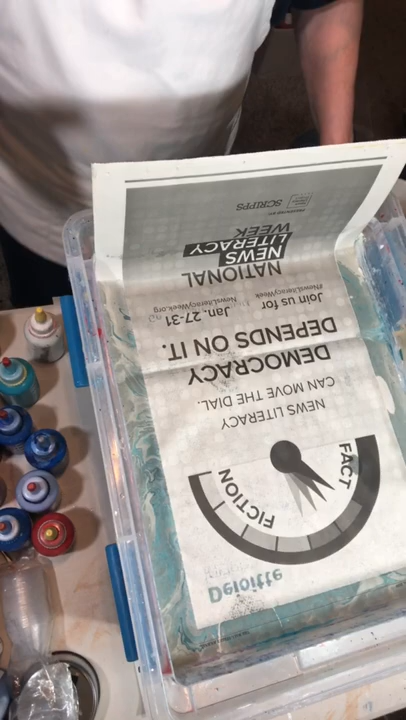 FACT
FICTION
NEWS LITERACY
CAN MOVE THE DIAL.
DEMOCRACY
DEPENDS ON IT.
Join us for
#NewsLiteracyWeek
Jan. 27-31
NewsLiteracyWeek.org
NATIONAL
NEWS
LITERACY
WEEK
SCRIPPS
Deloitte